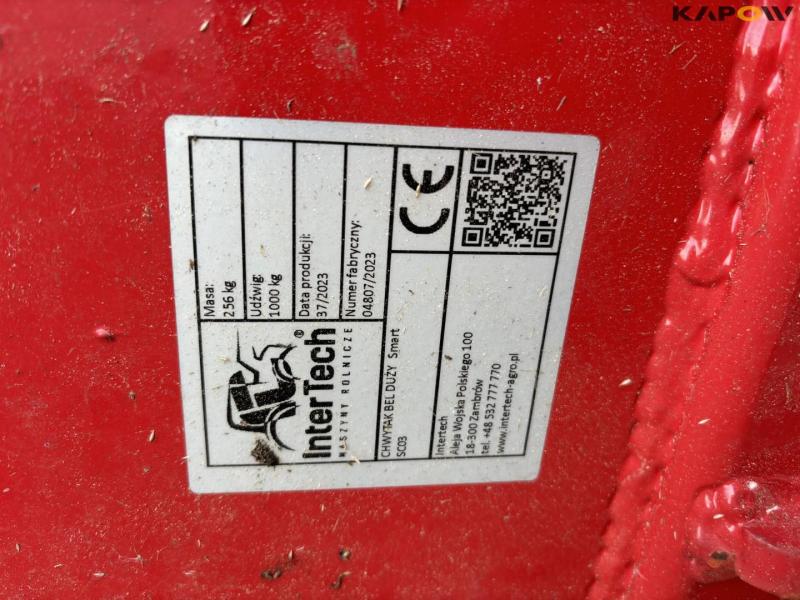 KAPOW
InterTech®
MASZYNY ROLNICZE
Masa:
256 kg
Udźwig:
1000 kg
Data produkcji:
37/2023
Numer fabryczny:
04807/2023
CHWYTAK BEL DUŻY Smart
SC03
CE
Intertech
Aleja Wojska Polskiego 100
18-300 Zambrów
tel. +48 532 777 770
www.intertech-agro.pl